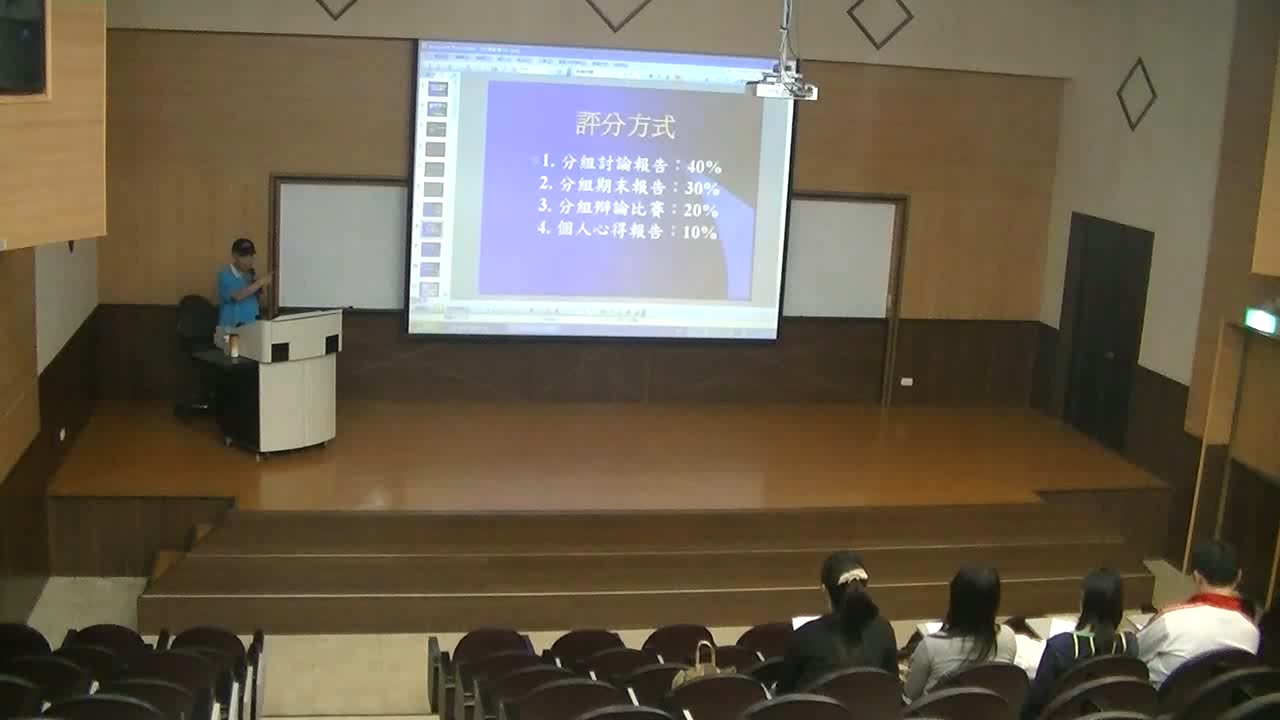 評分方式
1. 分組討論報告：40%
2. 分組期末報告：30%
3. 分組辯論比賽：20%
4. 個人心得報告：10%